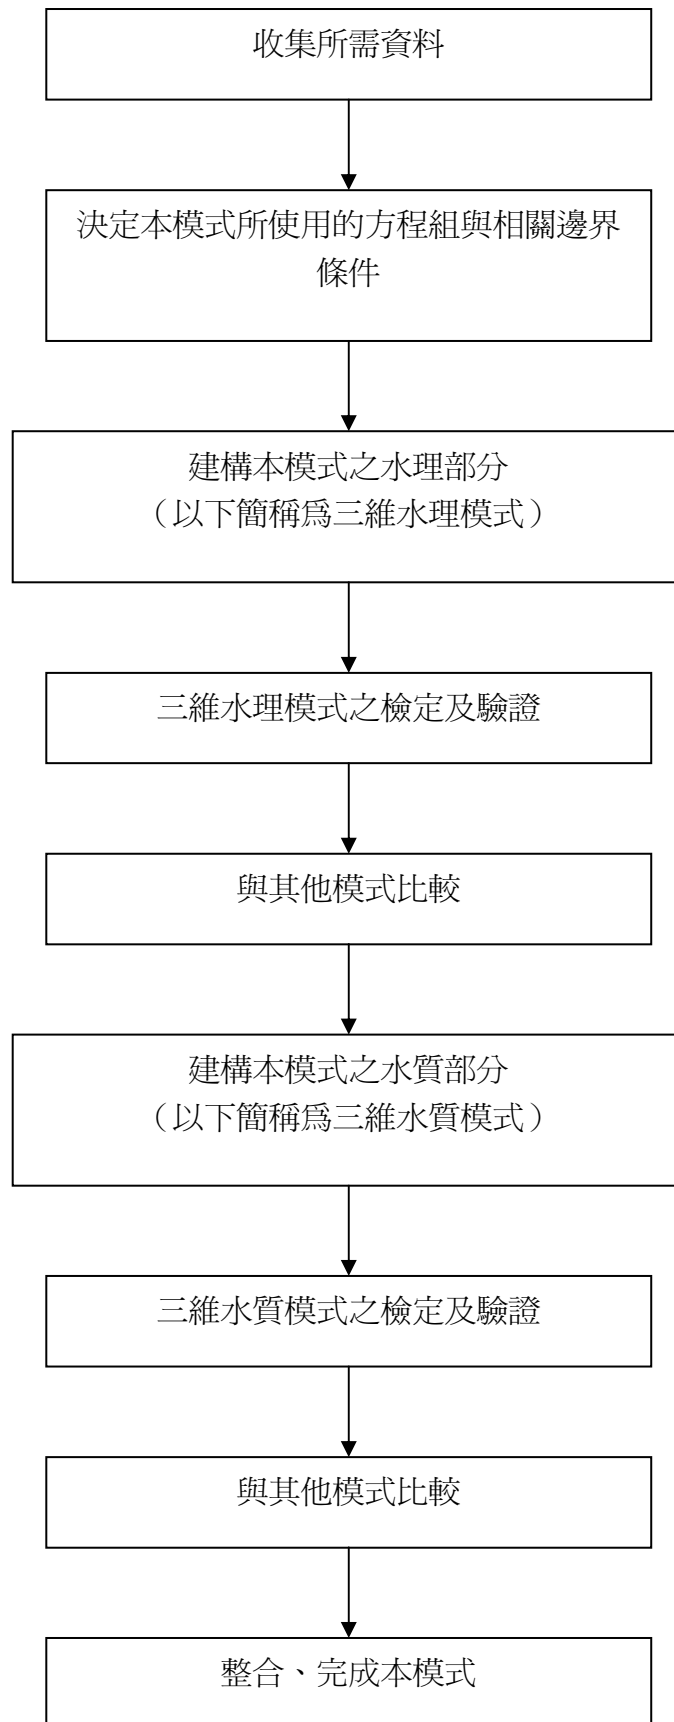 收集所需資料
決定本模式所使用的方程組與相關邊界
條件
建構本模式之水理部分
（以下簡稱爲三維水理模式）
三維水理模式之檢定及驗證
與其他模式比較
建構本模式之水質部分
（以下簡稱爲三維水質模式）
三維水質模式之檢定及驗證
與其他模式比較
整合、完成本模式